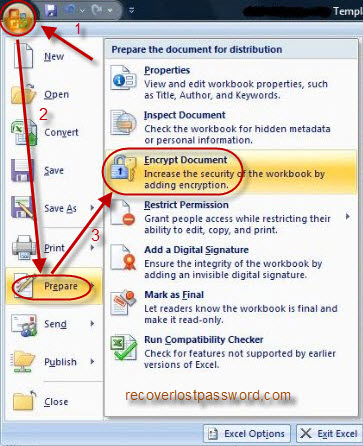 Templ
1
Prepare the document for distribution
New
Properties
View and edit workbook properties, such
as Title, Author, and Keywords.
2
Open
Inspect Document
Check the workbook for hidden metadata
or personal information.
Convert
Encrypt Document
Increase the security of the workbook by
adding encryption.
Save
Save As
Restrict Permission
Grant people access while restricting their
ability to edit, copy, and print.
3
Print
Add a Digital Signature
Ensure the integrity of the workbook by
adding an invisible digital signature.
Prepare
Mark as Final
Let readers know the workbook is final and
make it read-only.
Send
Run Compatibility Checker
Check for features not supported by earlier
versions of Excel.
Publish
Close
recoverlostpassword.com
Excel Options
Exit Excel